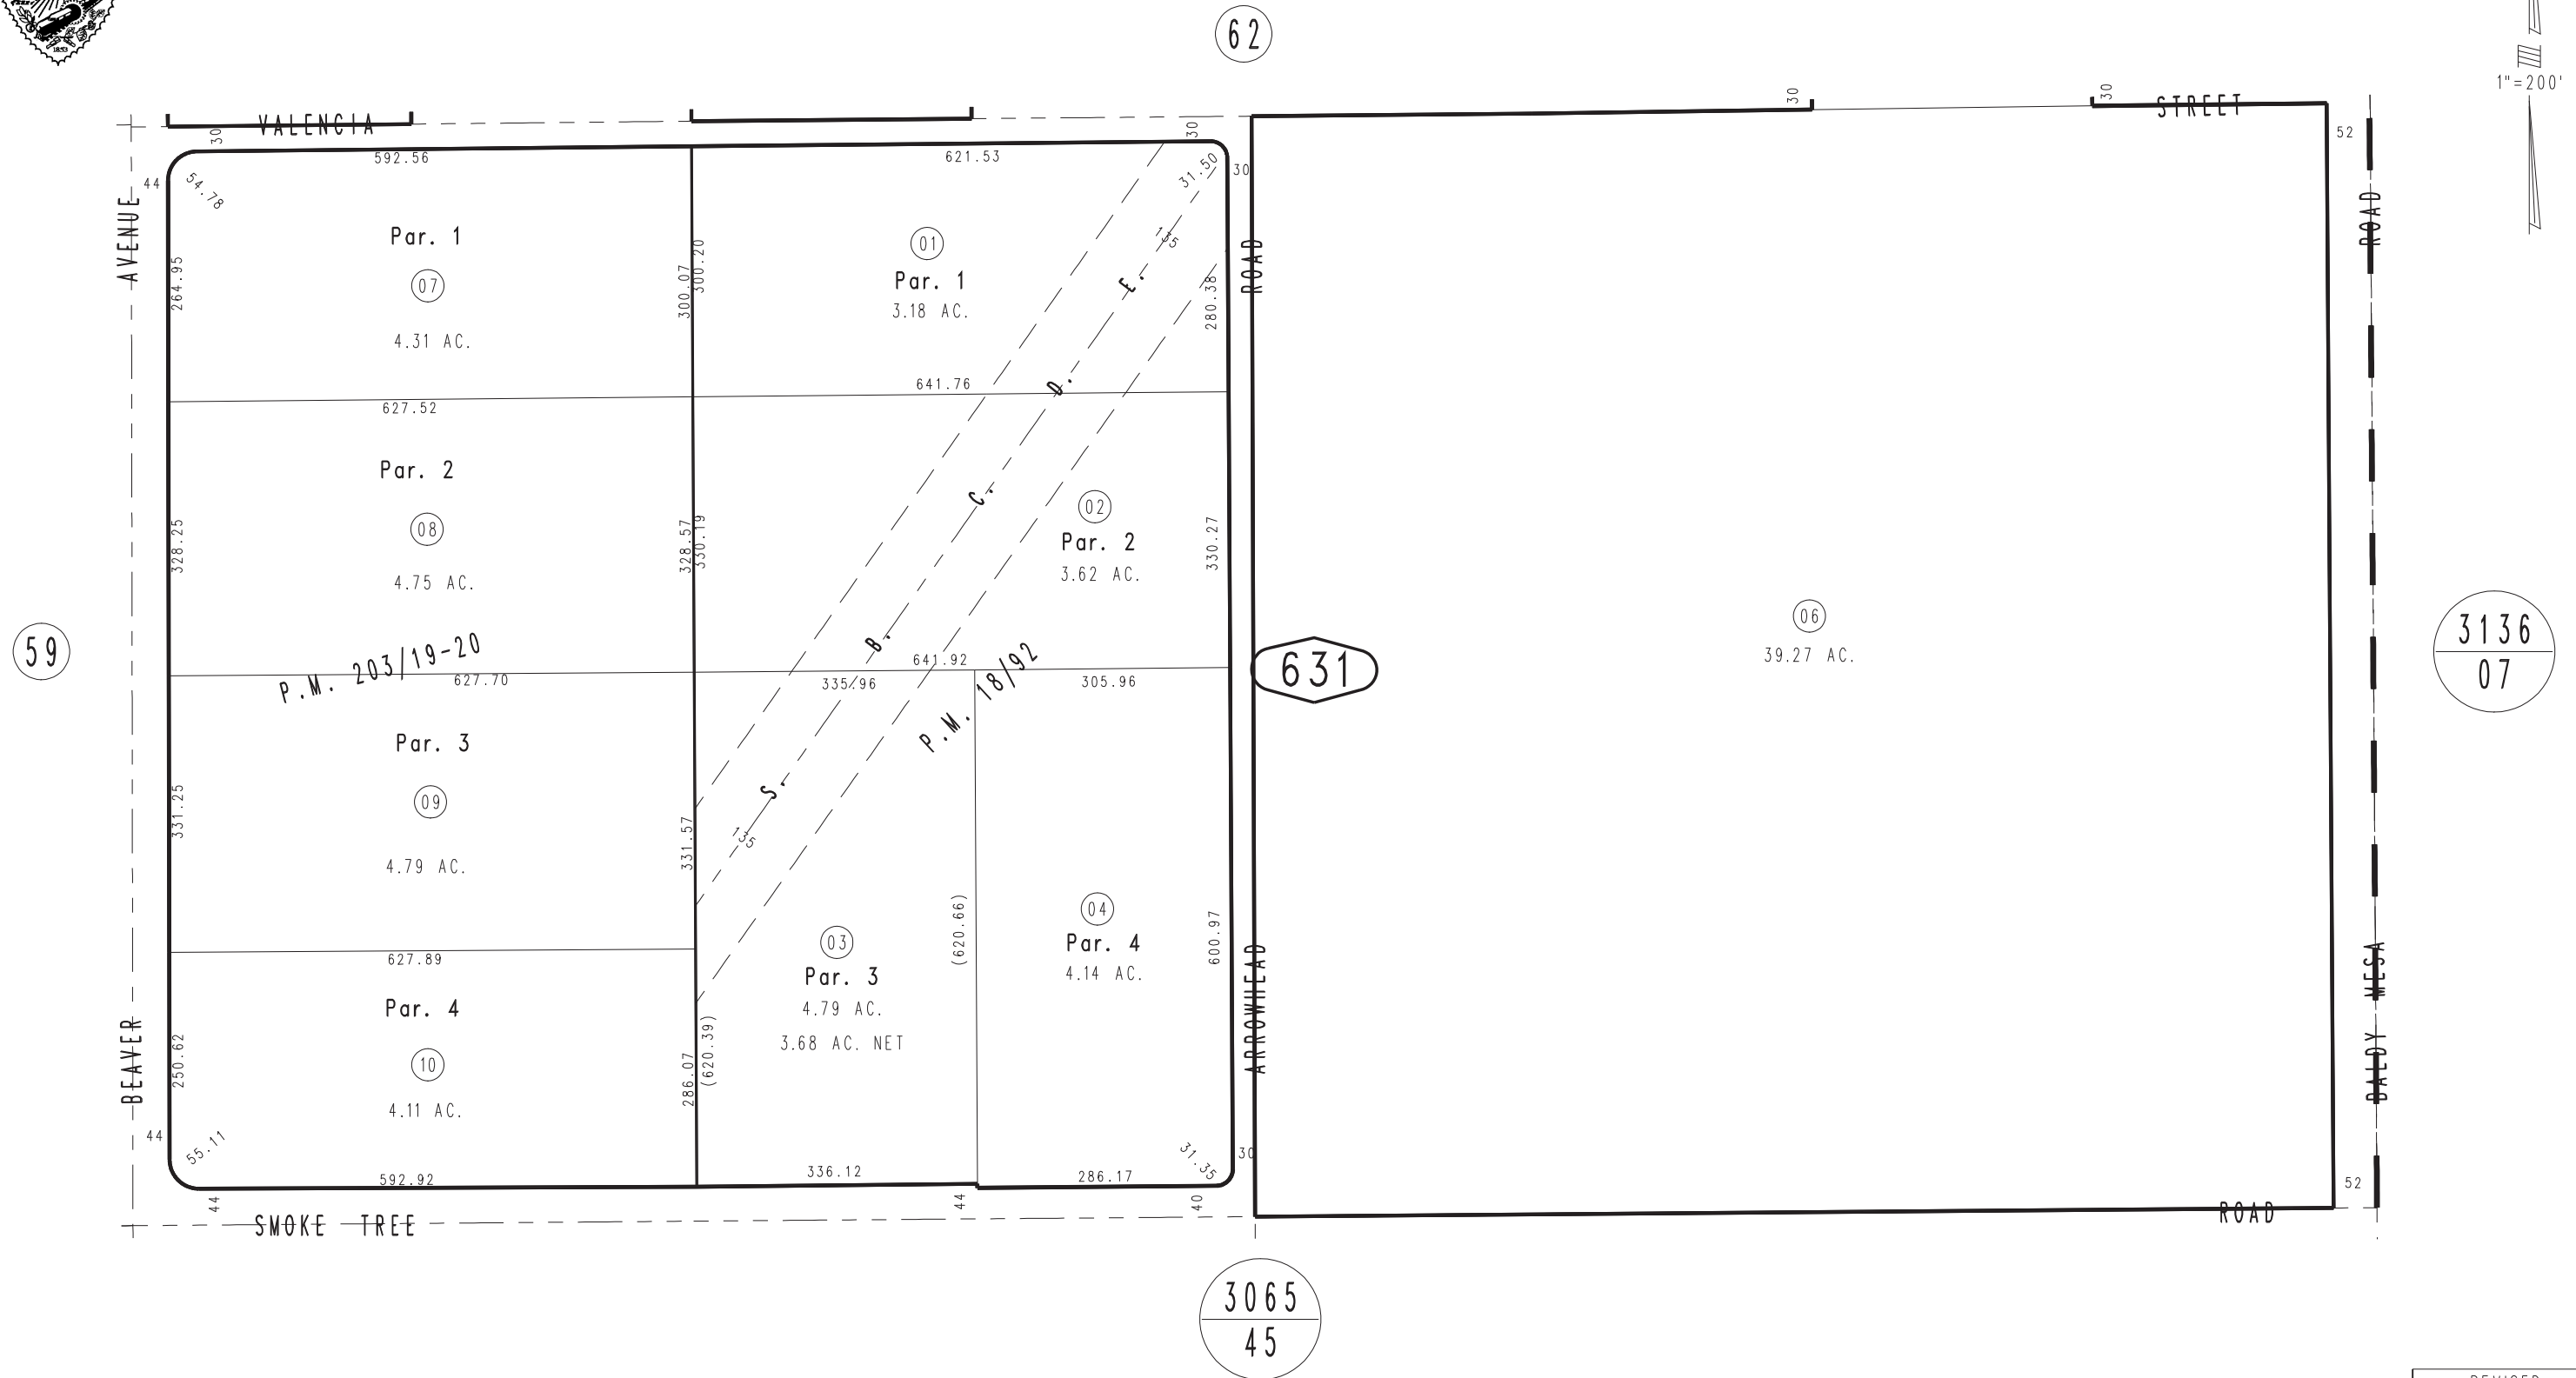 1853
62
1"=200'
VALENCIA
STREET
30
30
30
30
592.56
621.53
52
44
54.78
31.50
30
AVENUE
ROAD
ROAD
Par. 1
07
4.31 AC.
264.95
300.07
300.20
01
Par. 1
3.18 AC.
135
280.38
627.52
641.76
Par. 2
08
4.75 AC.
328.25
328.57
330.19
02
Par. 2
3.62 AC.
330.27
S. B. C. D. E.
59
P.M. 203/19-20
627.70
641.92
335.96
305.96
P.M. 18/92
631
06
39.27 AC.
3136
07
Par. 3
09
4.79 AC.
331.25
331.57
135
03
Par. 3
4.79 AC.
3.68 AC. NET
(620.66)
(620.39)
04
Par. 4
4.14 AC.
600.97
ARROWHEAD
BALDY MESA
627.89
Par. 4
10
4.11 AC.
250.62
286.07
BEAVER
44
55.11
592.92
336.12
286.17
31.35
30
52
44
44
40
SMOKE TREE
ROAD
3065
45